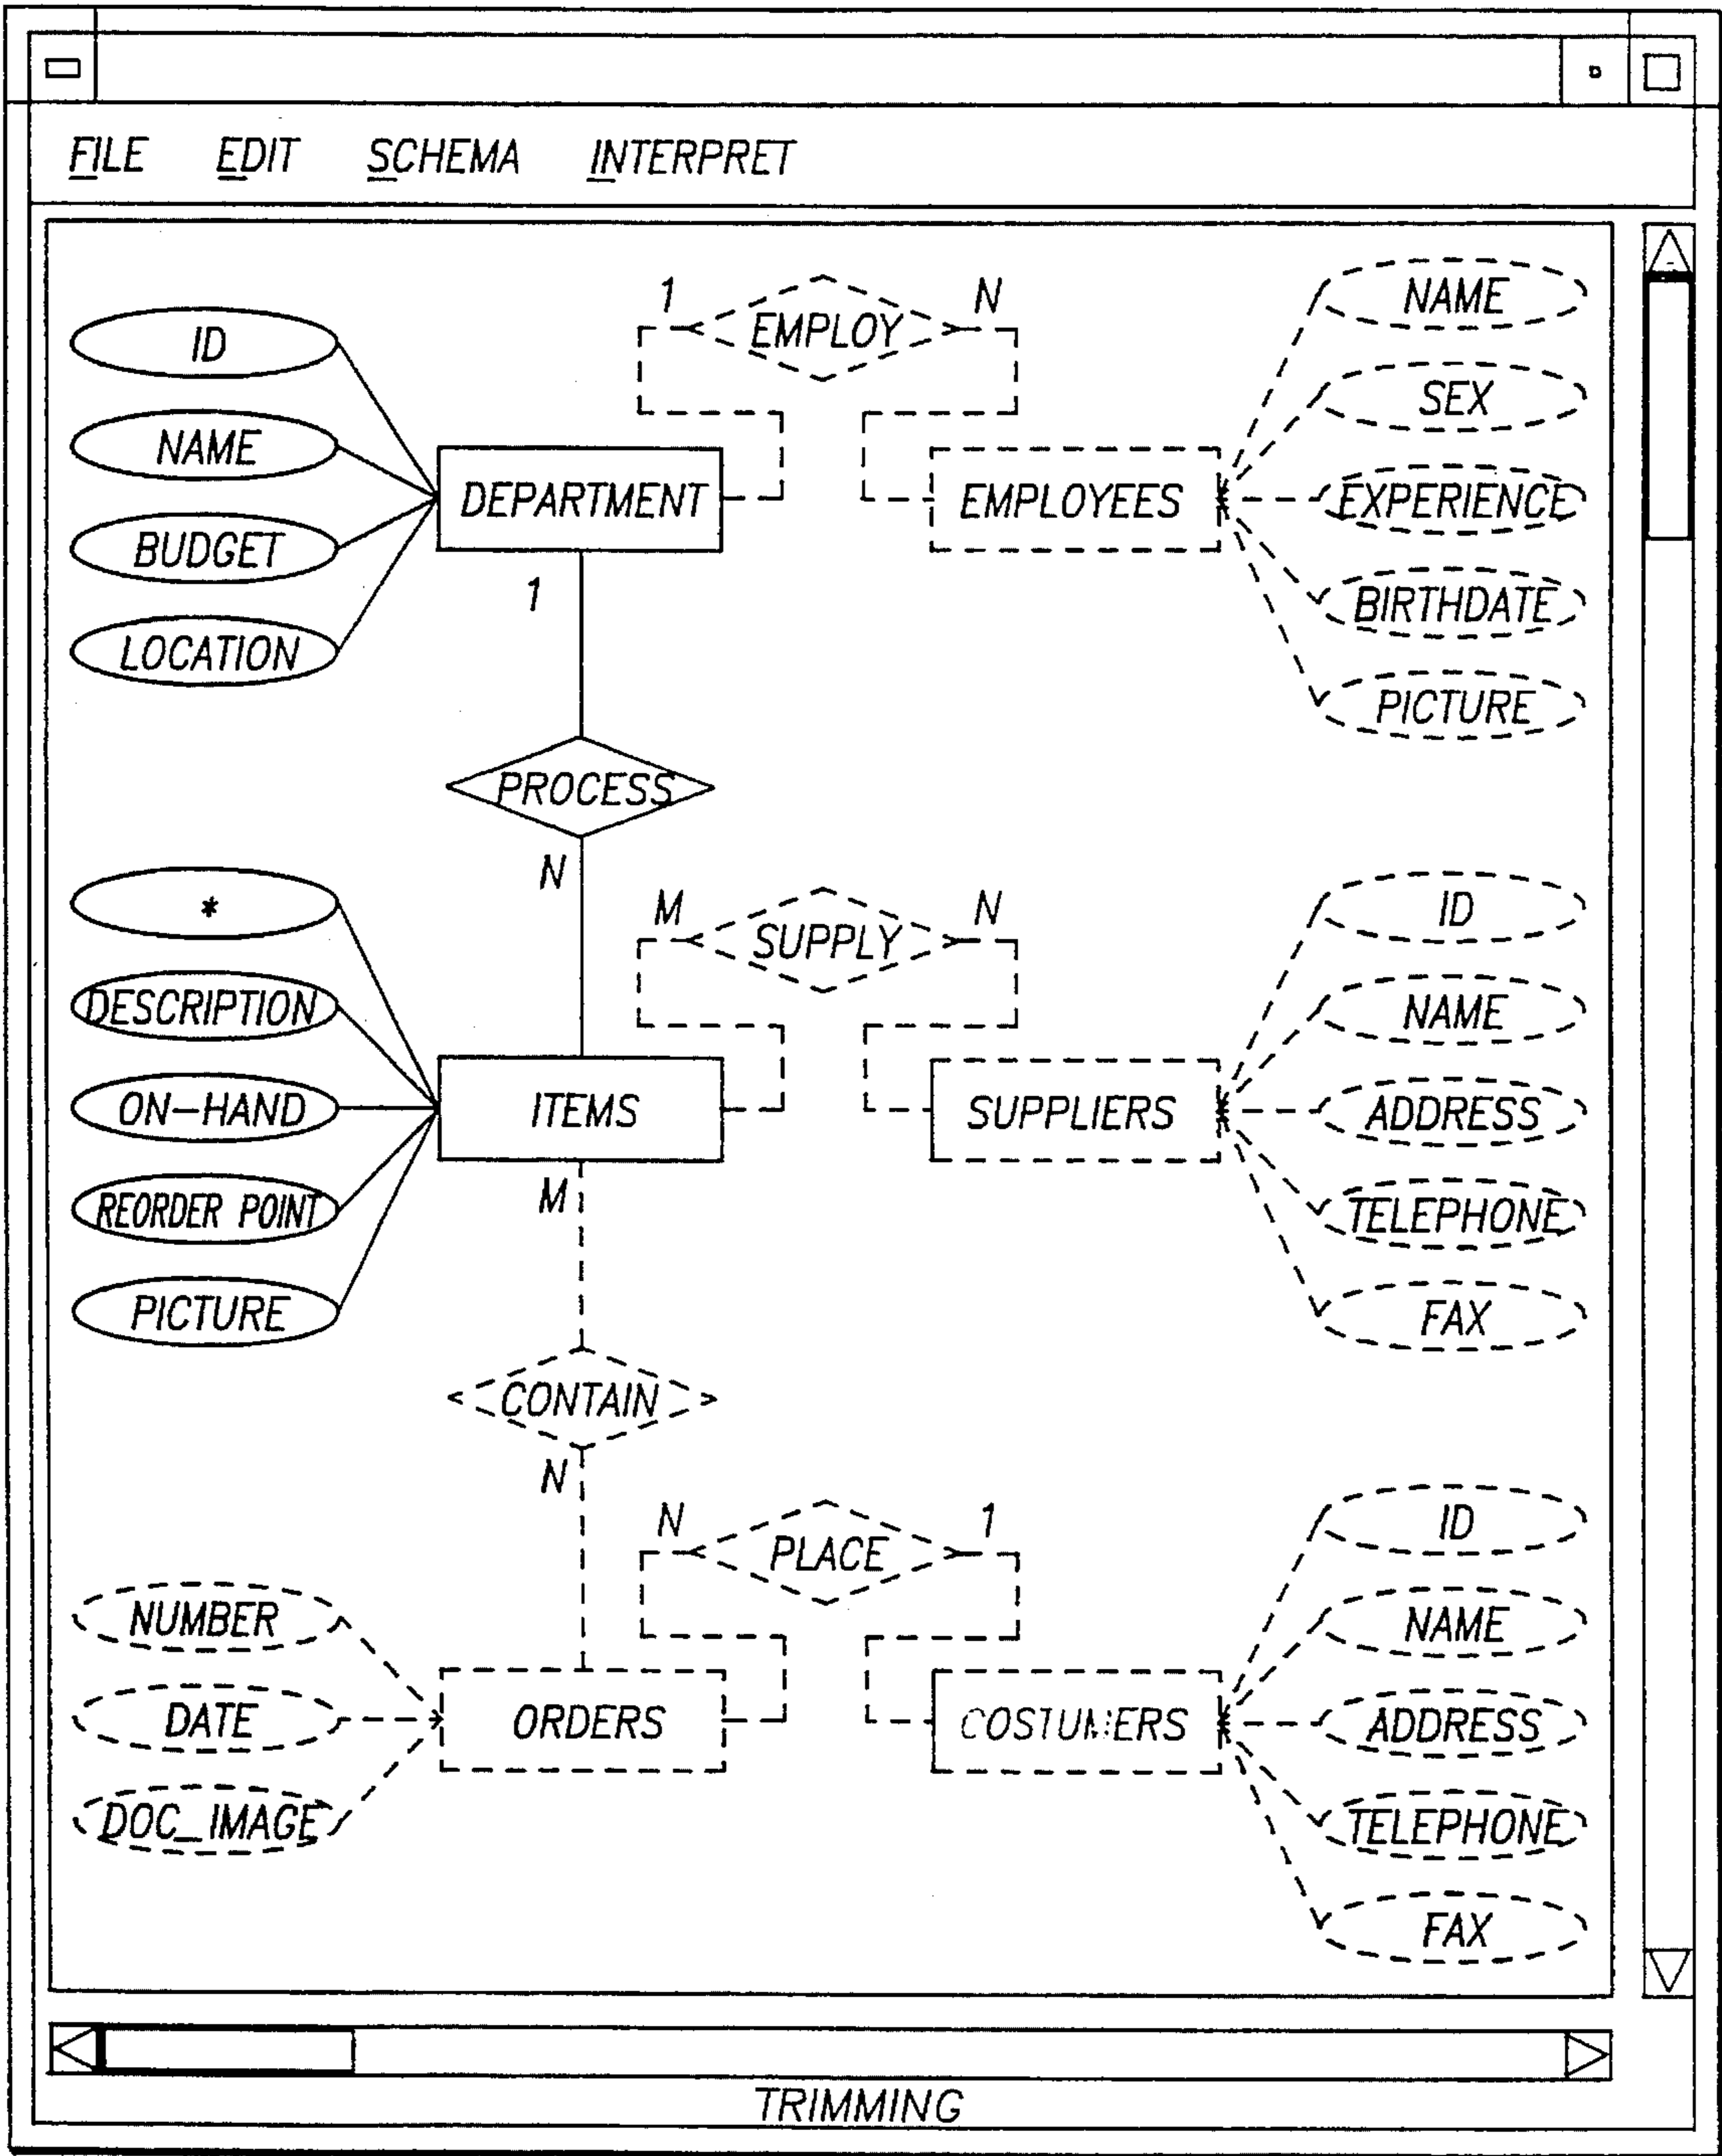 FILE EDIT SCHEMA INTERPRET
1 N
EMPLOY
ID
NAME
BUDGET
LOCATION
DEPARTMENT
EMPLOYEES
NAME
SEX
EXPERIENCE
BIRTHDATE
PICTURE
1
PROCESS
N
M N
SUPPLY
*
DESCRIPTION
ON-HAND
REORDER POINT
PICTURE
ITEMS
SUPPLIERS
ID
NAME
ADDRESS
TELEPHONE
FAX
M
CONTAIN
N
N 1
PLACE
NUMBER
DATE
DOC_IMAGE
ORDERS
COSTUMERS
ID
NAME
ADDRESS
TELEPHONE
FAX
TRIMMING